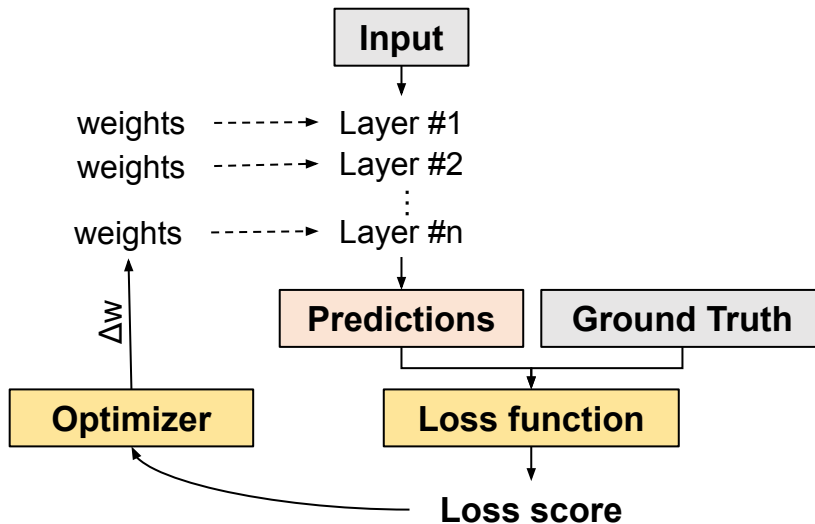 Input
weights Layer #1
weights Layer #2
weights Layer #n
Δw
Predictions Ground Truth
Optimizer Loss function
Loss score